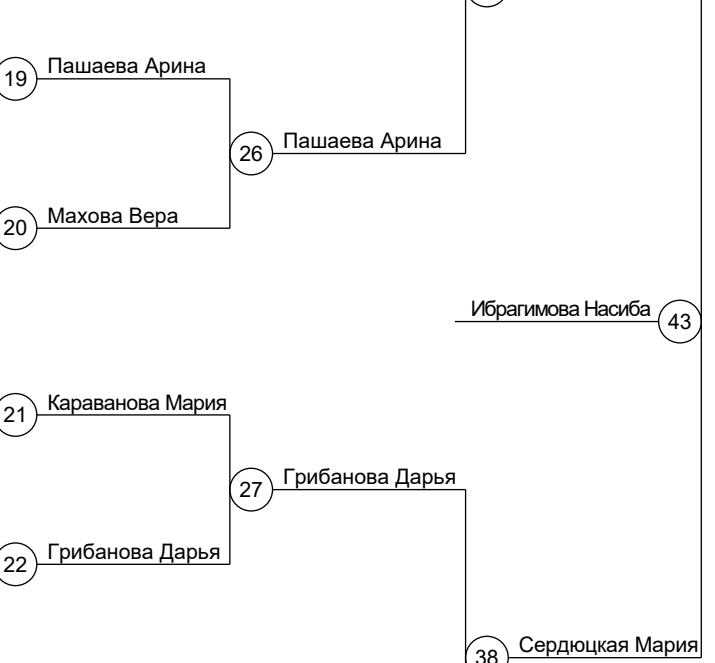 Пашаева Арина
19
Пашаева Арина
26
Махова Вера
20
Ибрагимова Насиба
43
Караванова Мария
21
Грибанова Дарья
27
Грибанова Дарья
22
Сердюцкая Мария
38